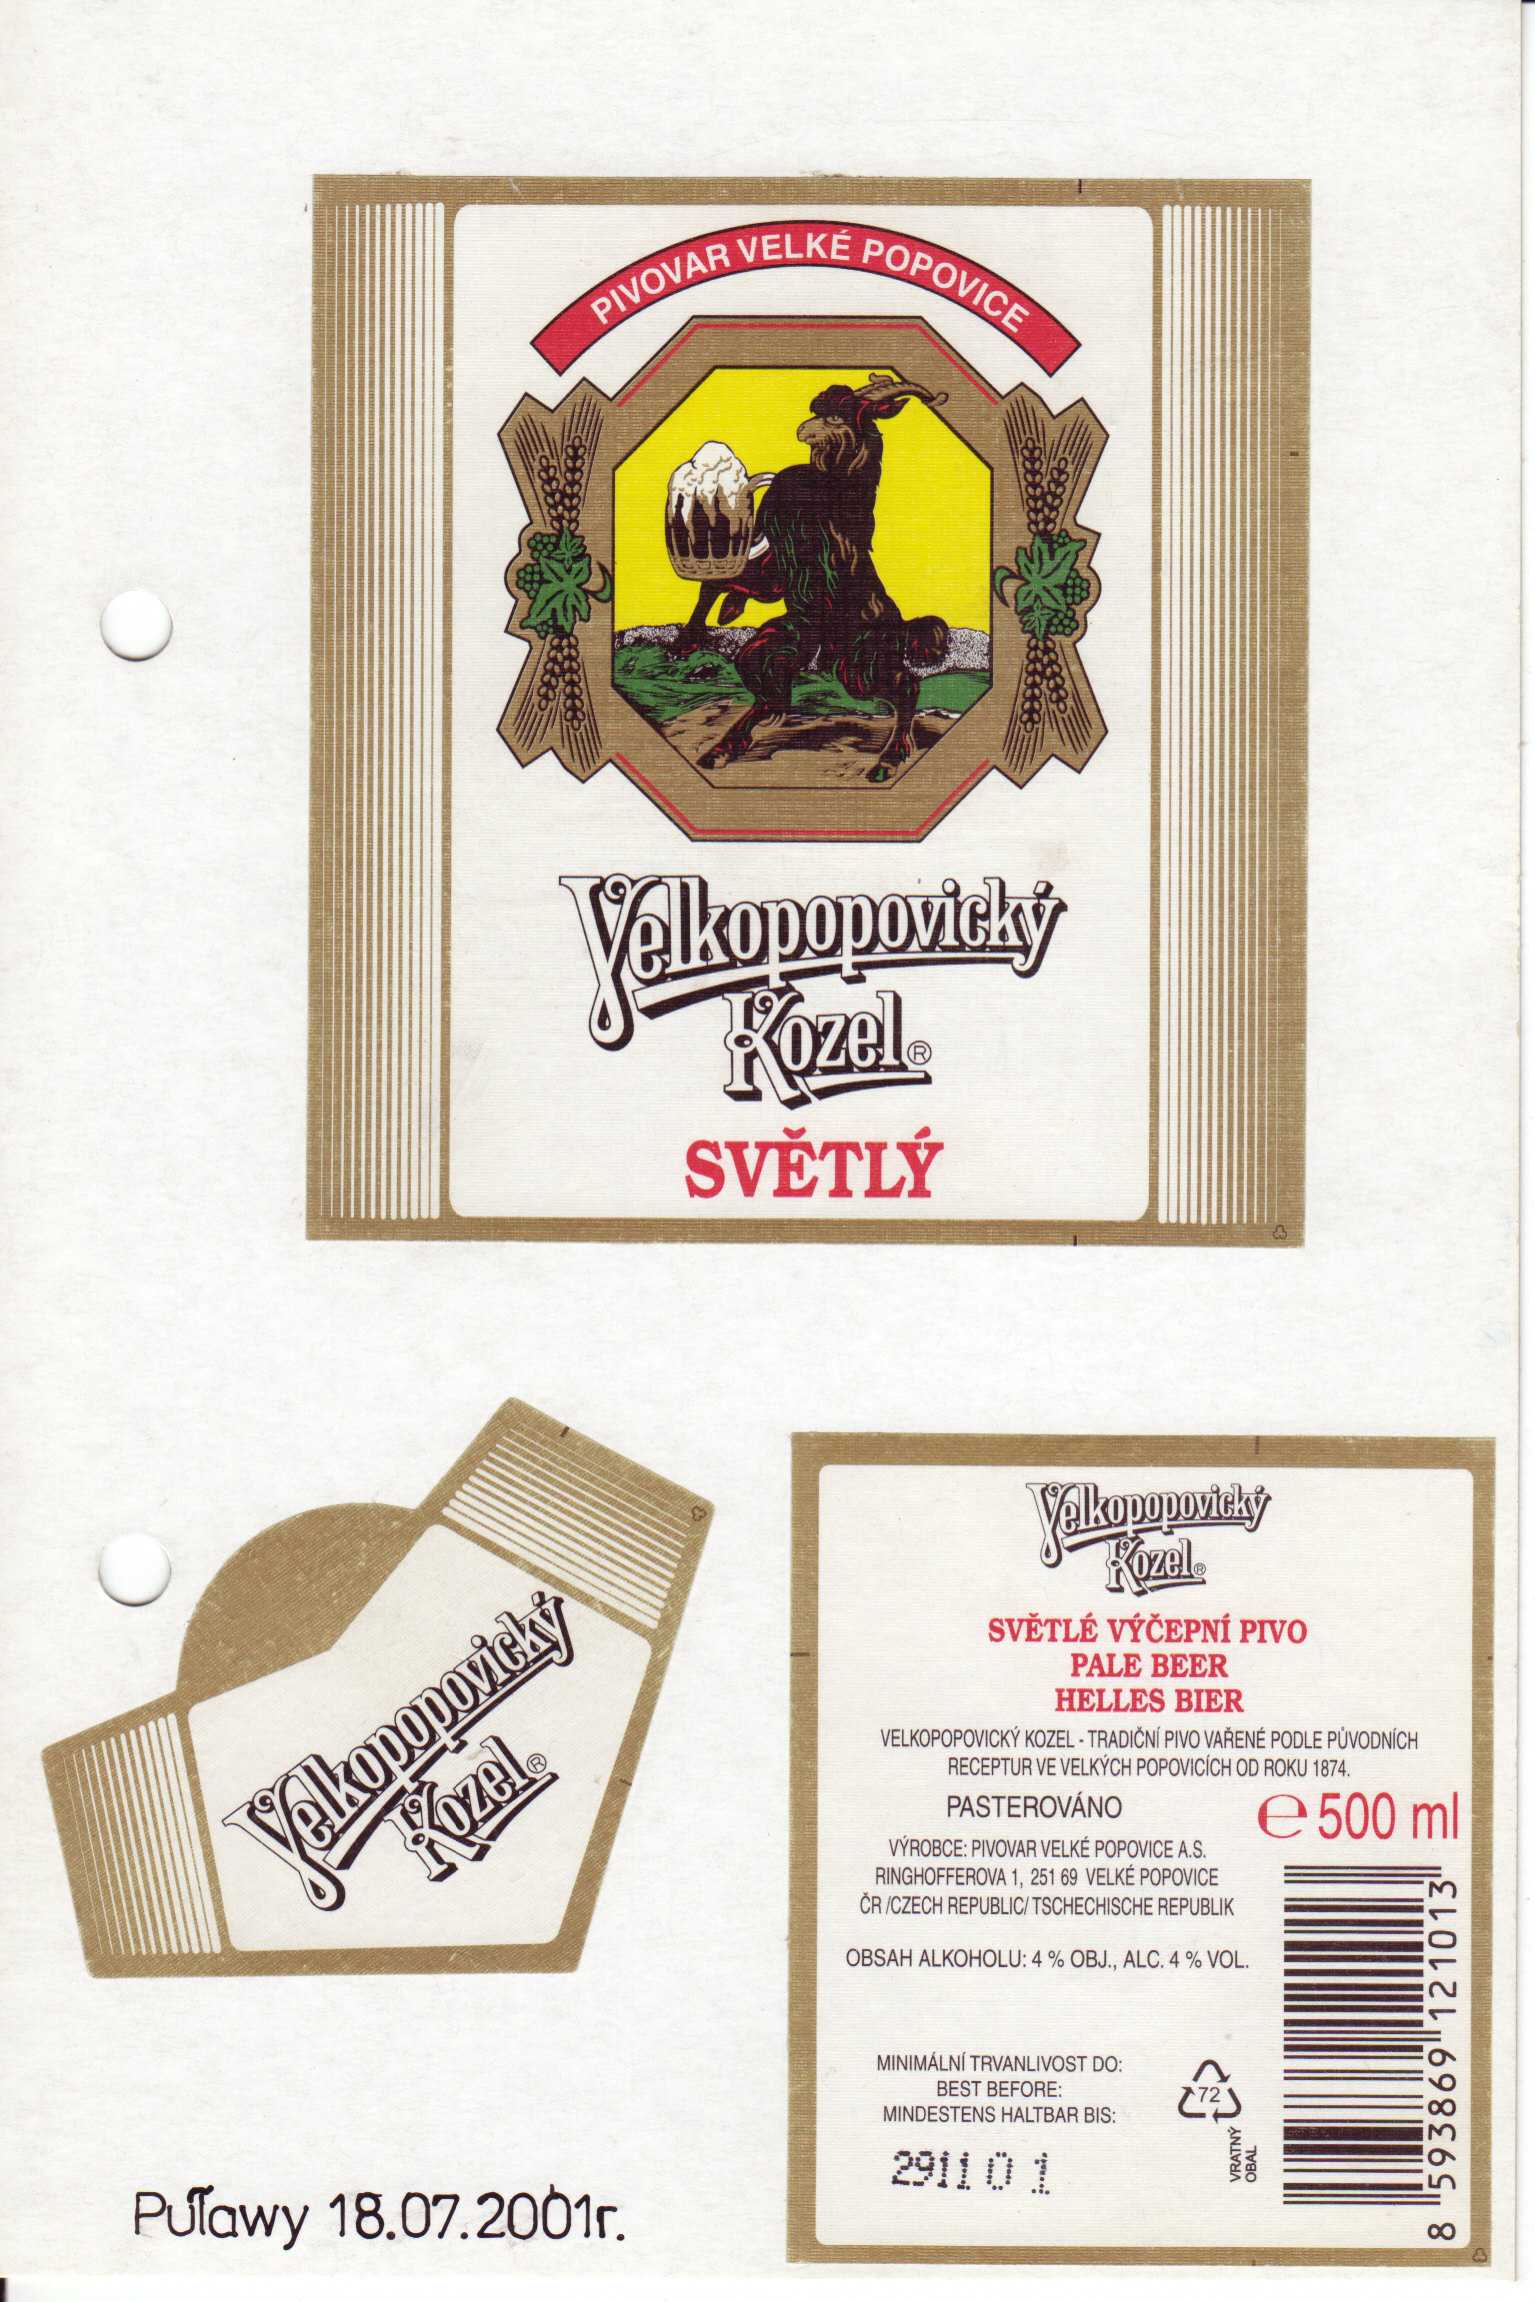 PIVOVAR VELKÉ POPOVICE
Velkopopovický
Kozel®
SVĚTLÝ
Velkopopovický
Kozel®
Velkopopovický
Kozel®
SVĚTLÉ VÝČEPNÍ PIVO
PALE BEER
HELLES BIER
VELKOPOPOVICKÝ KOZEL - TRADIČNÍ PIVO VAŘENÉ PODLE PŮVODNÍCH
RECEPTUR VE VELKÝCH POPOVICÍCH OD ROKU 1874.
PASTEROVÁNO
℮ 500 ml
VÝROBCE: PIVOVAR VELKÉ POPOVICE A.S.
RINGHOFFEROVA 1, 251 69 VELKÉ POPOVICE
ČR /CZECH REPUBLIC/ TSCHECHISCHE REPUBLIK
OBSAH ALKOHOLU: 4 % OBJ., ALC. 4 % VOL.
MINIMÁLNÍ TRVANLIVOST DO:
BEST BEFORE:
MINDESTENS HALTBAR BIS:
291101
72
VRATNÝ
OBAL
8 593869 121013
Puławy 18.07.2001r.